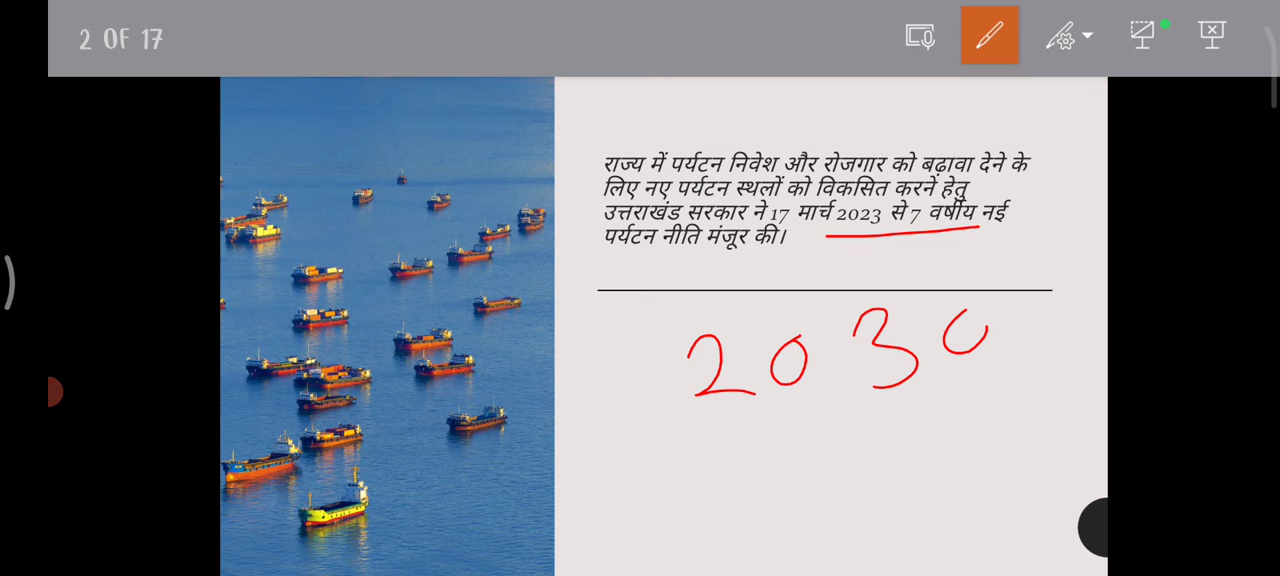 2 OF 17
राज्य में पर्यटन निवेश और रोजगार को बढ़ावा देने के
लिए नए पर्यटन स्थलों को विकसित करने हेतु
उत्तराखंड सरकार ने 17 मार्च 2023 से 7 वर्षीय नई
पर्यटन नीति मंजूर की।
2030